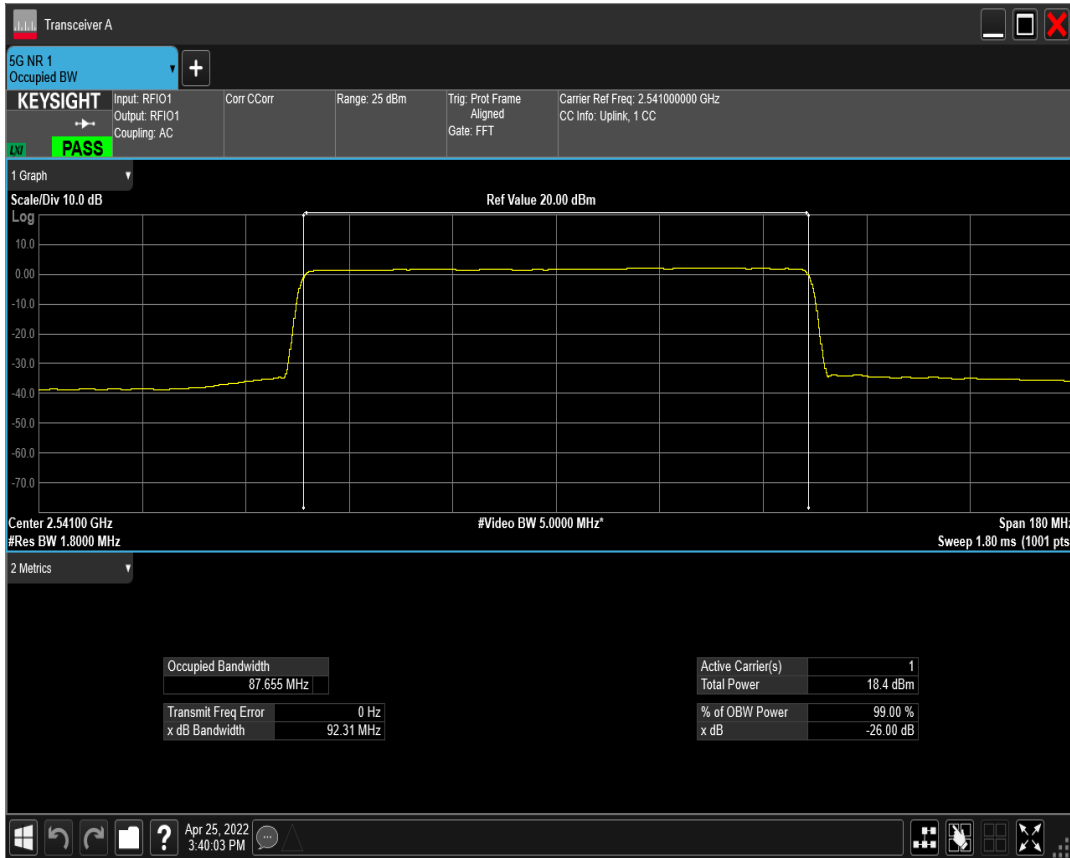 Transceiver A
5G NR 1
Occupied BW
+
KEYSIGHT
LXI
PASS
Input: RFIO1
Output: RFIO1
Coupling: AC
Corr CCorr
Range: 25 dBm
Trig: Prot Frame
Aligned
Gate: FFT
Carrier Ref Freq: 2.541000000 GHz
CC Info: Uplink, 1 CC
1 Graph
Scale/Div 10.0 dB
Ref Value 20.00 dBm
Log
10.0
0.00
-10.0
-20.0
-30.0
-40.0
-50.0
-60.0
-70.0
Center 2.54100 GHz
#Video BW 5.0000 MHz*
Span 180 MHz
#Res BW 1.8000 MHz
Sweep 1.80 ms (1001 pts
2 Metrics
Occupied Bandwidth
87.655 MHz
Transmit Freq Error 0 Hz
x dB Bandwidth 92.31 MHz
Active Carrier(s) 1
Total Power 18.4 dBm
% of OBW Power 99.00 %
x dB -26.00 dB
?
Apr 25, 2022
3:40:03 PM